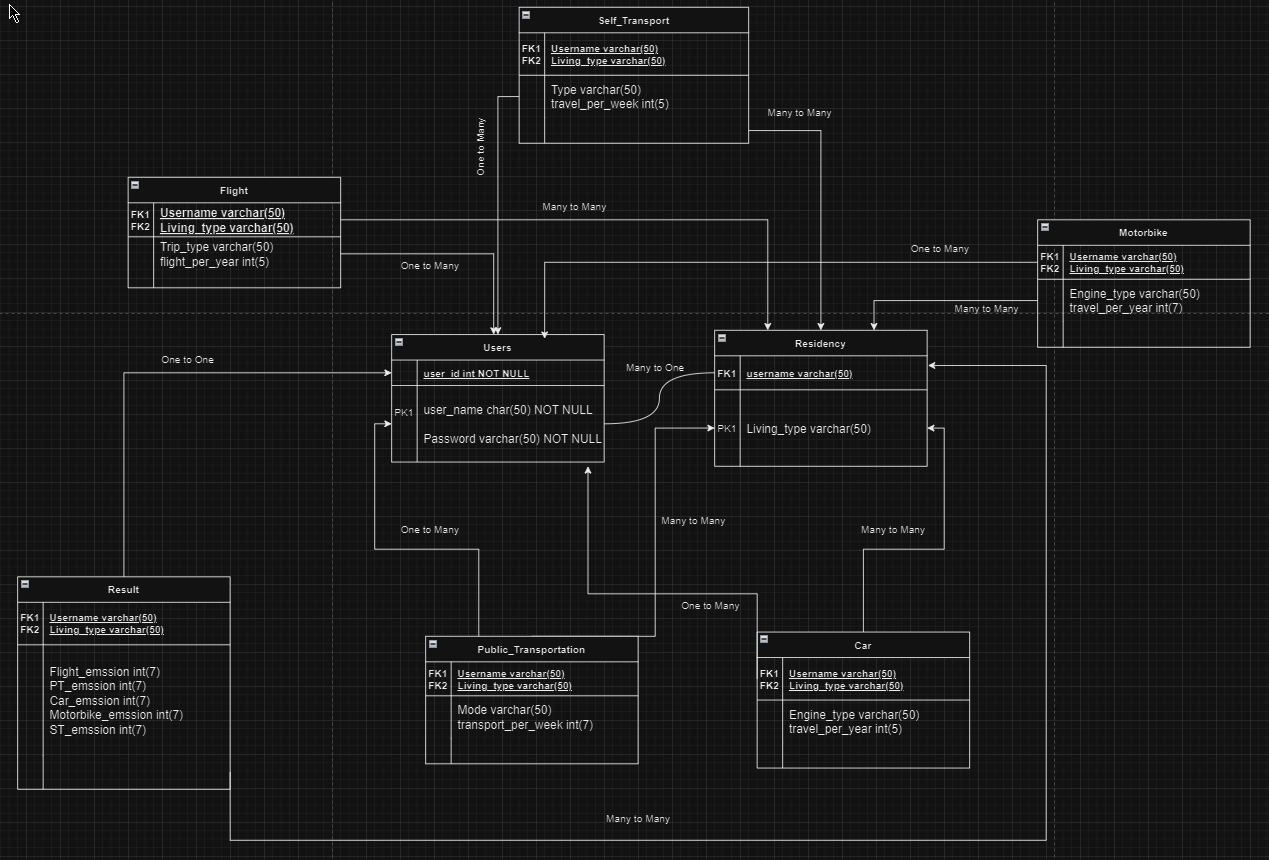 Self_Transport
FK1 Username varchar(50)
FK2 Living_type varchar(50)
Type varchar(50)
travel_per_week int(5)
Many to Many
One to Many
Flight
FK1 Username varchar(50)
FK2 Living_type varchar(50)
Trip_type varchar(50)
flight_per_year int(5)
Many to Many
One to Many
Motorbike
FK1 Username varchar(50)
FK2 Living_type varchar(50)
Engine_type varchar(50)
travel_per_year int(7)
One to Many
Many to Many
Users
user_id int NOT NULL
PK1 user_name char(50) NOT NULL
Password varchar(50) NOT NULL
Many to One
Residency
FK1 username varchar(50)
PK1 Living_type varchar(50)
One to One
One to Many
Many to Many
Many to Many
Result
FK1 Username varchar(50)
FK2 Living_type varchar(50)
Flight_emssion int(7)
PT_emssion int(7)
Car_emssion int(7)
Motorbike_emssion int(7)
ST_emssion int(7)
One to Many
Public_Transportation
FK1 Username varchar(50)
FK2 Living_type varchar(50)
Mode varchar(50)
transport_per_week int(7)
Car
FK1 Username varchar(50)
FK2 Living_type varchar(50)
Engine_type varchar(50)
travel_per_year int(5)
Many to Many